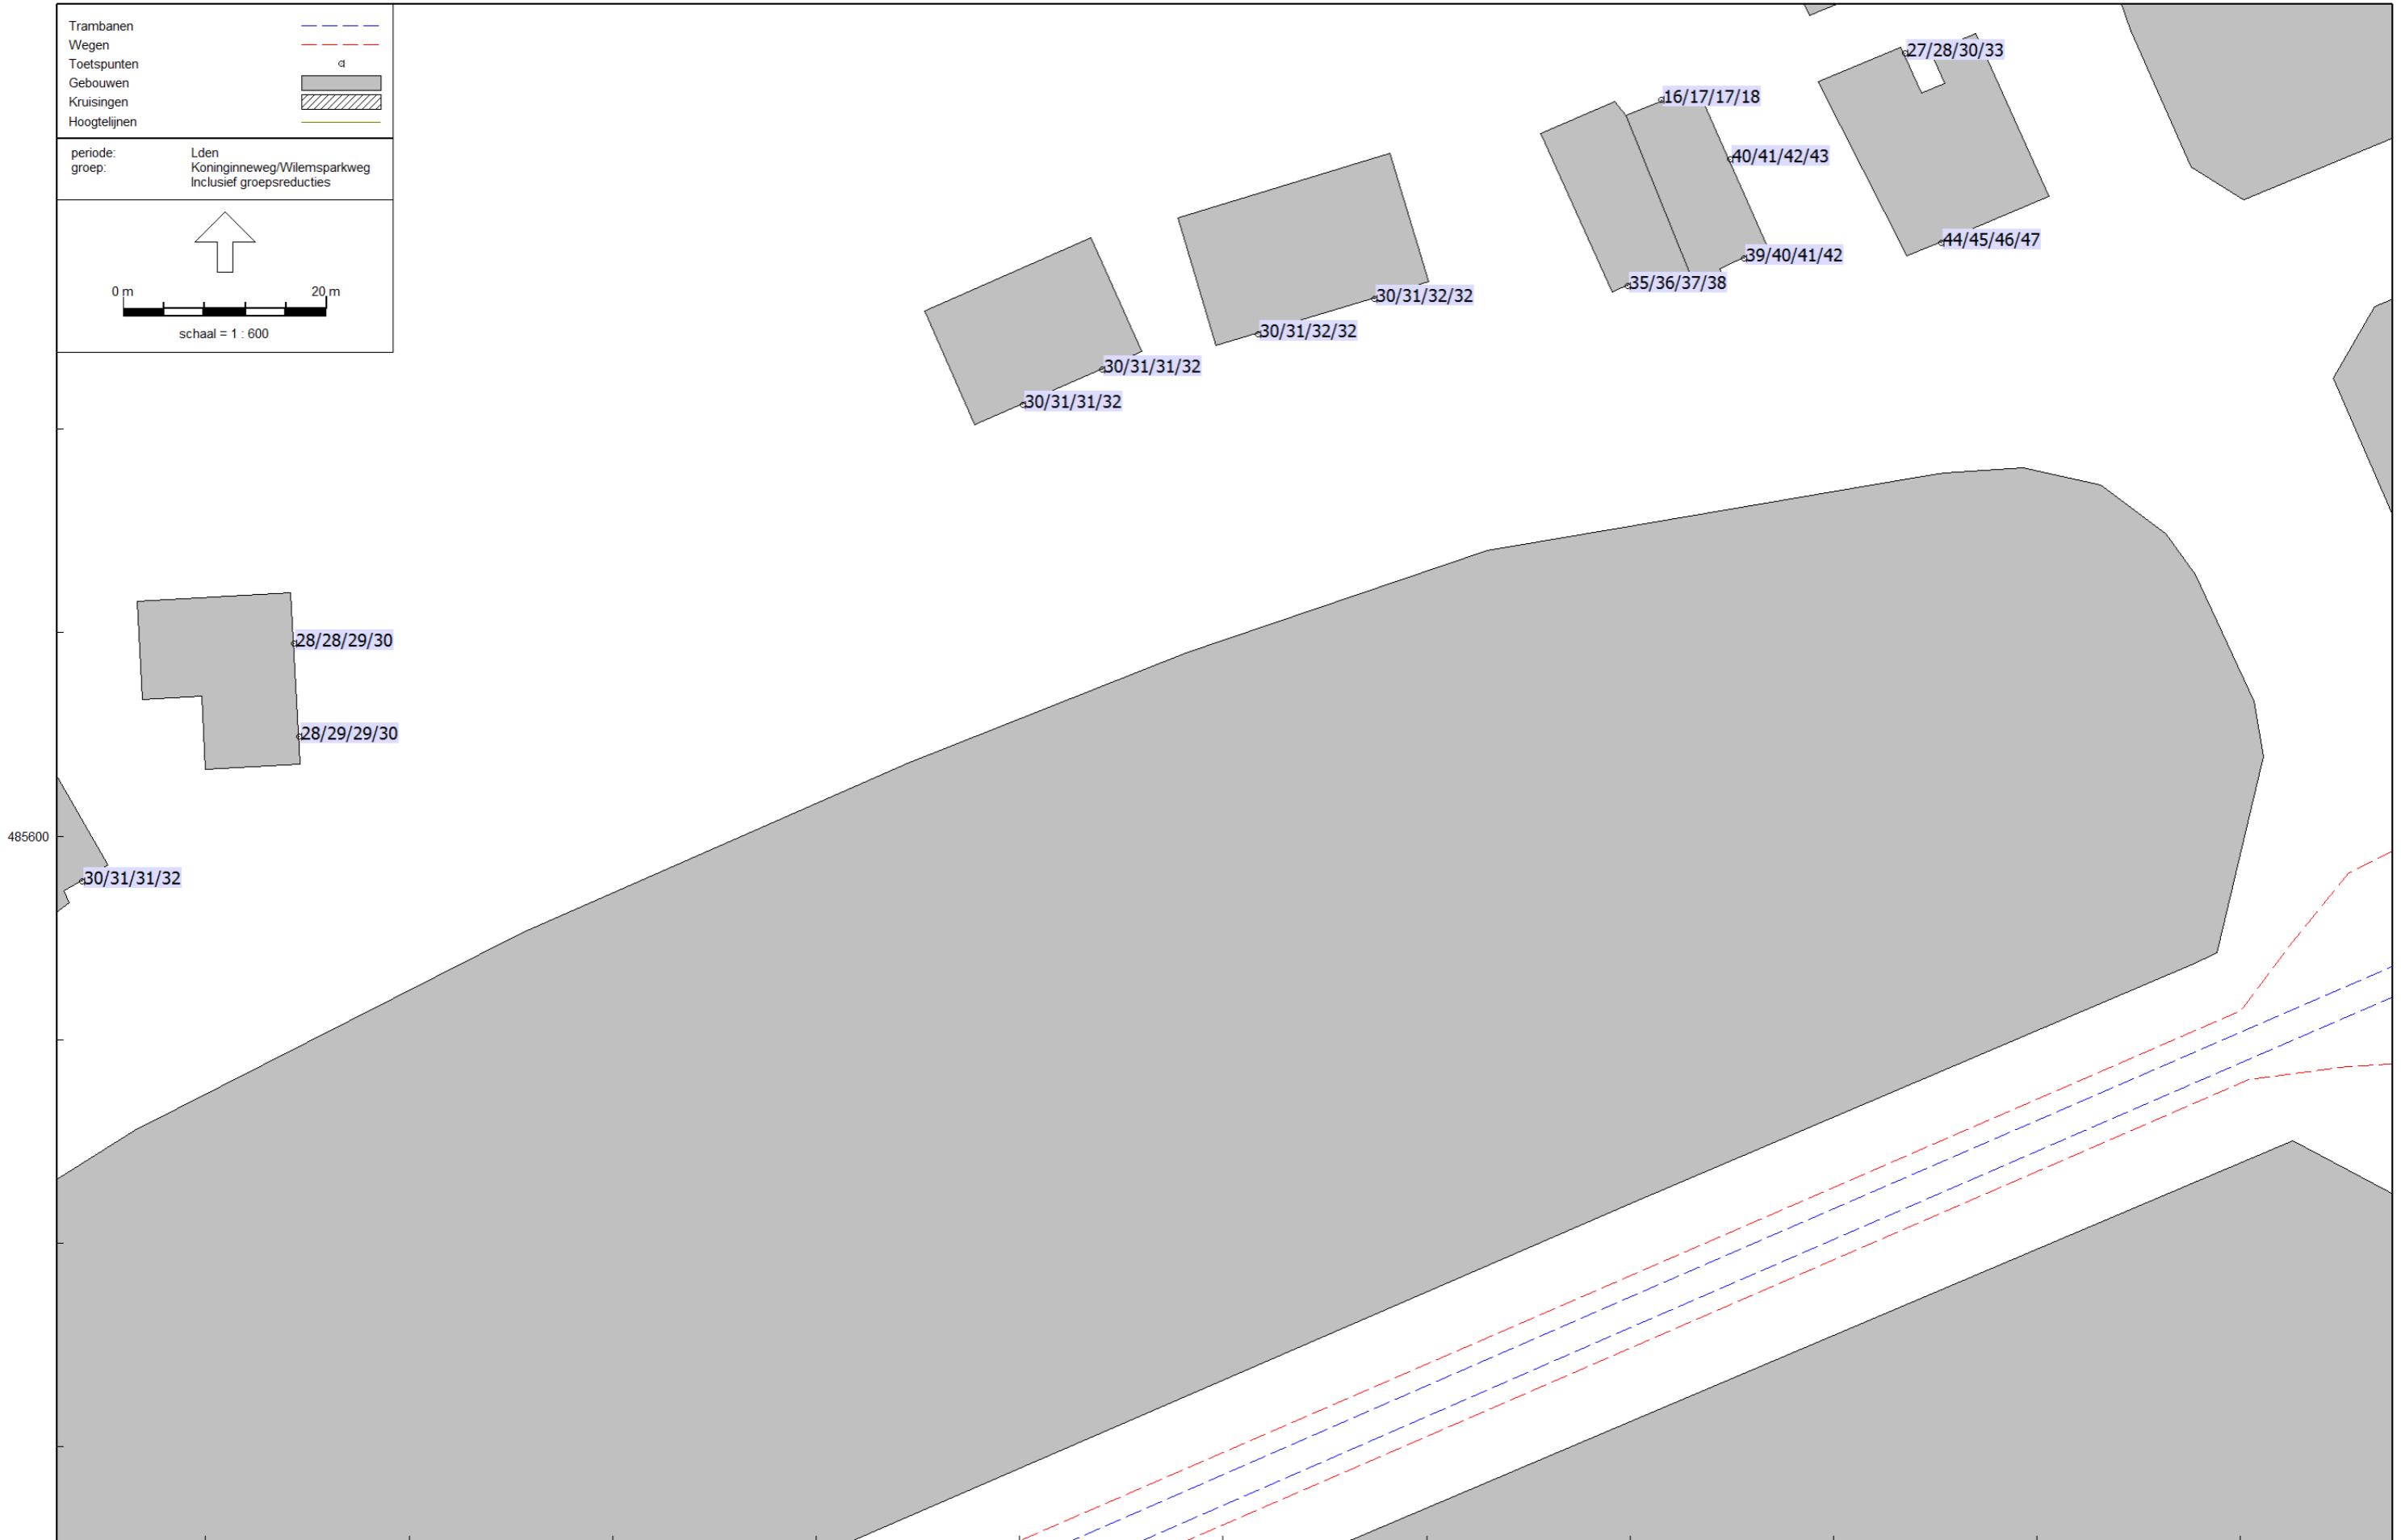 Trambanen
Wegen
Toetspunten
Gebouwen
Kruisingen
Hoogtelijnen
periode: Lden
groep: Koninginneweg/Wilemsparkweg
Inclusief groepsreducties
0 m 20 m
schaal = 1 : 600
27/28/30/33
16/17/17/18
40/41/42/43
44/45/46/47
39/40/41/42
35/36/37/38
30/31/32/32
30/31/32/32
30/31/31/32
30/31/31/32
28/28/29/30
28/29/29/30
485600
30/31/31/32